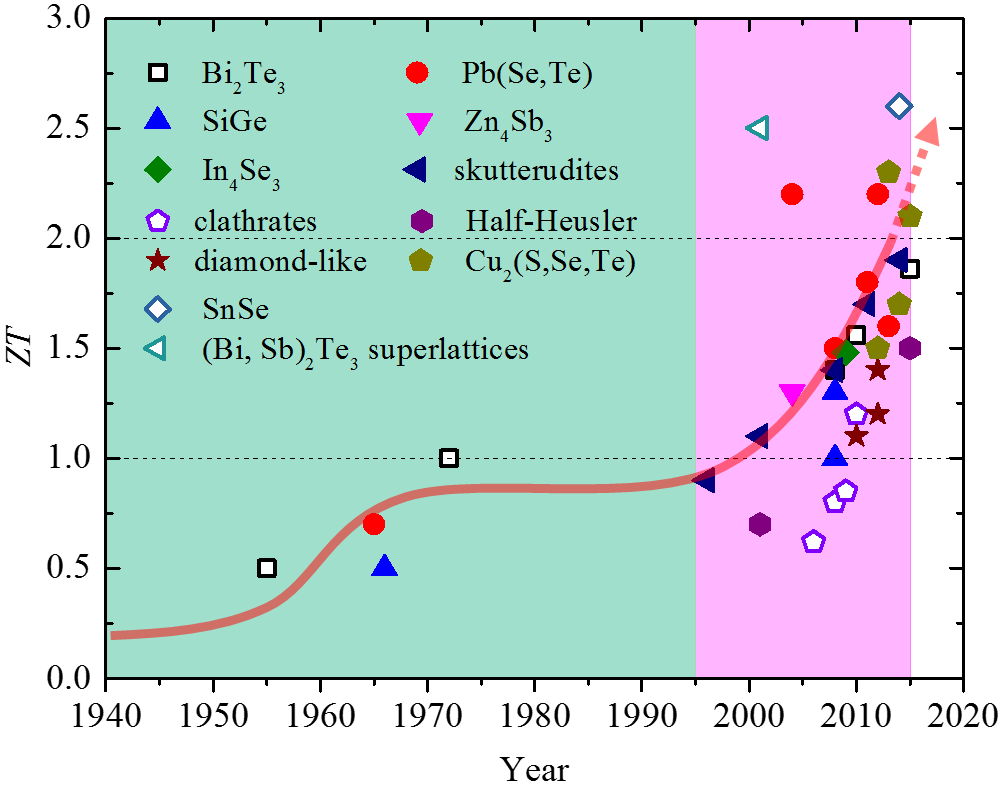 3.0
2.5
2.0
1.5
1.0
0.5
0.0
ZT
Bi₂Te₃
Pb(Se,Te)
SiGe
Zn₄Sb₃
In₄Se₃
skutterudites
clathrates
Half-Heusler
diamond-like
Cu₂(S,Se,Te)
SnSe
(Bi, Sb)₂Te₃ superlattices
1940 1950 1960 1970 1980 1990 2000 2010 2020
Year